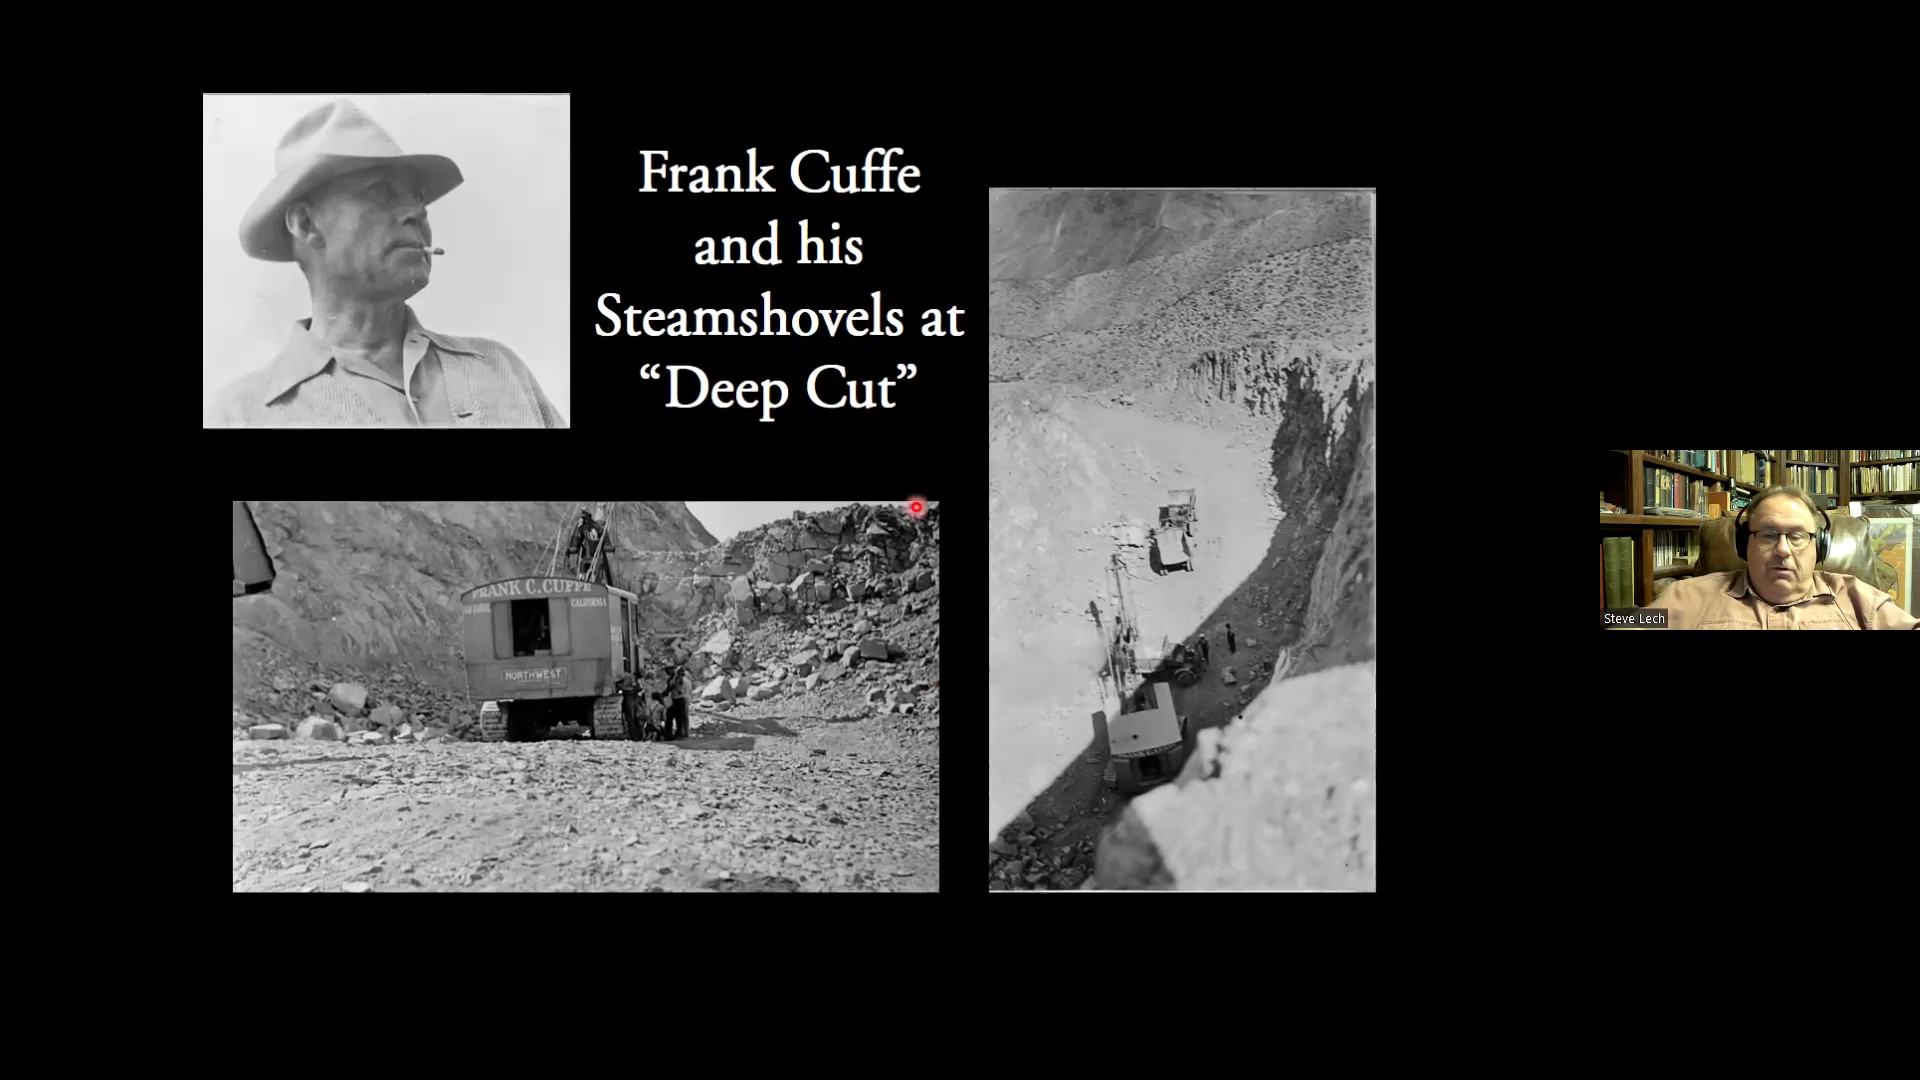 Frank Cuffe
and his
Steamshovels at
“Deep Cut”
FRANK C. CUFFE
CALIFORNIA
NORTHWEST
Steve Lech